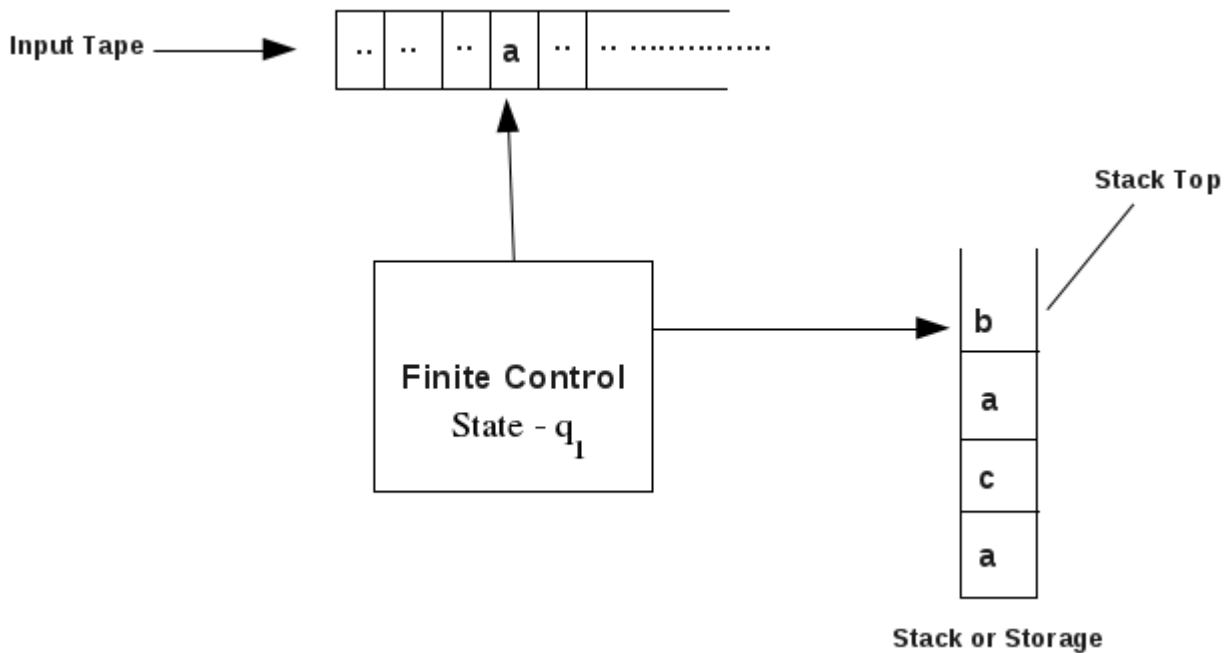 Input Tape
.. .. .. a .. .. ...............
Stack Top
b
Finite Control
a
State - q₁
c
a
Stack or Storage